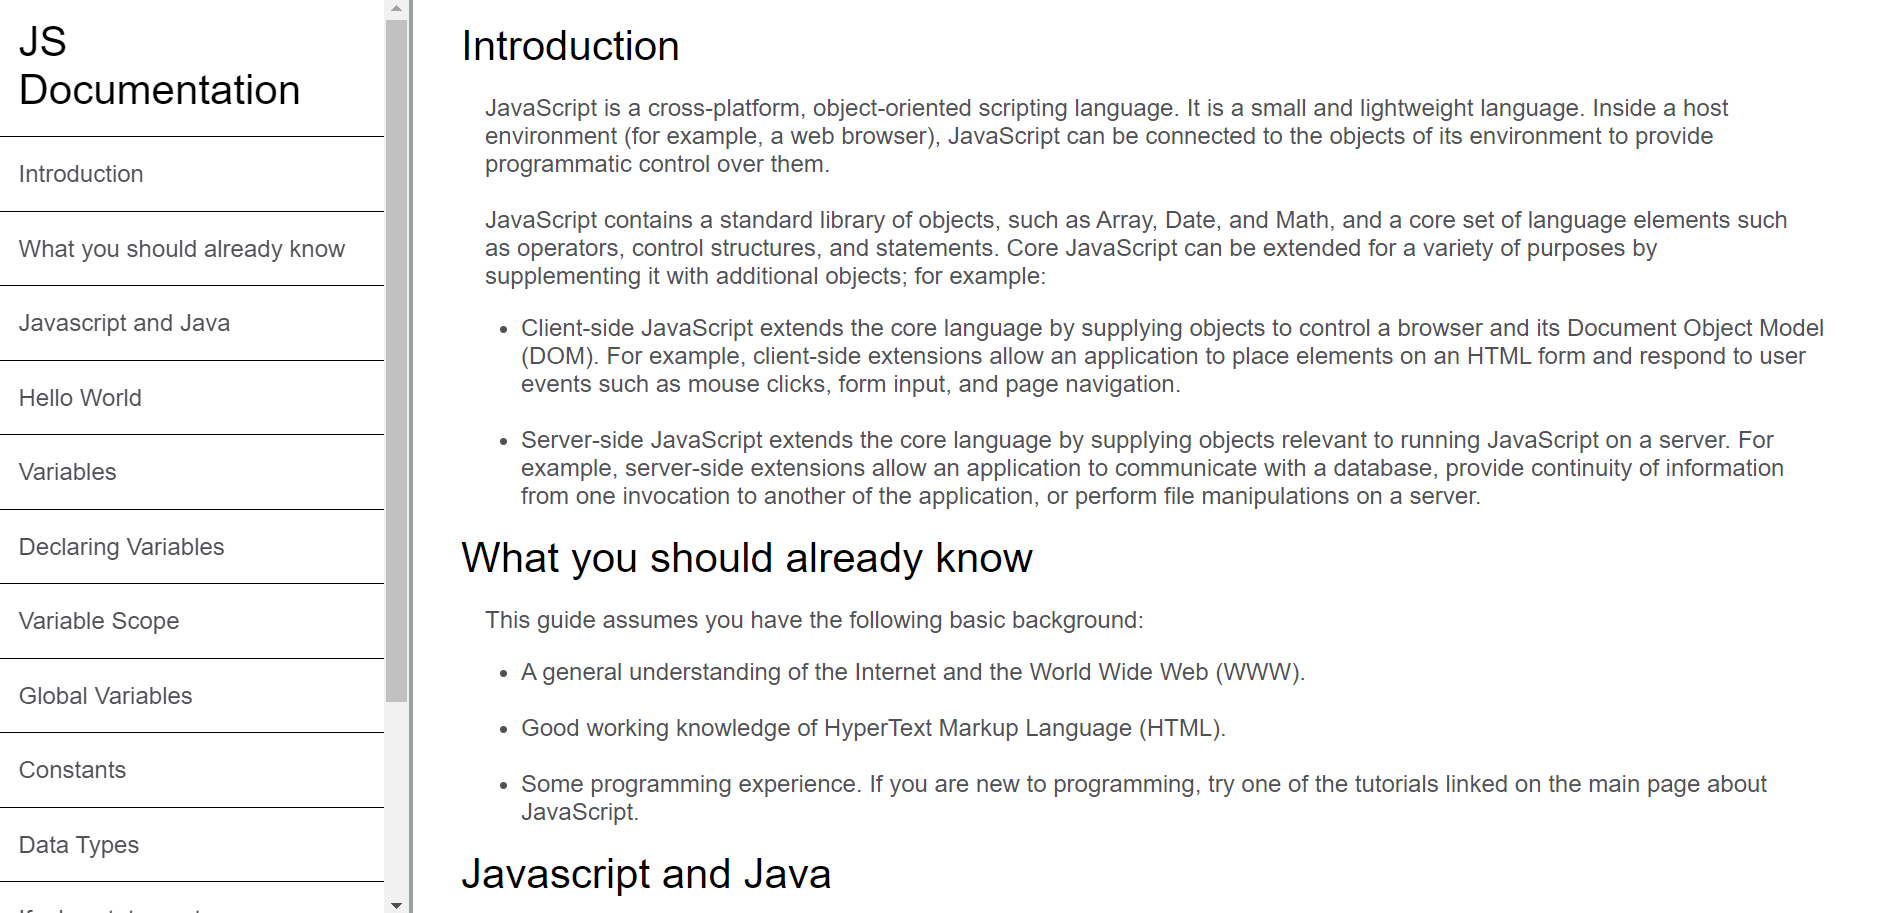 JS
Documentation
Introduction
What you should already know
Javascript and Java
Hello World
Variables
Declaring Variables
Variable Scope
Global Variables
Constants
Data Types
Introduction
JavaScript is a cross-platform, object-oriented scripting language. It is a small and lightweight language. Inside a host
environment (for example, a web browser), JavaScript can be connected to the objects of its environment to provide
programmatic control over them.
JavaScript contains a standard library of objects, such as Array, Date, and Math, and a core set of language elements such
as operators, control structures, and statements. Core JavaScript can be extended for a variety of purposes by
supplementing it with additional objects; for example:
• Client-side JavaScript extends the core language by supplying objects to control a browser and its Document Object Model
(DOM). For example, client-side extensions allow an application to place elements on an HTML form and respond to user
events such as mouse clicks, form input, and page navigation.
• Server-side JavaScript extends the core language by supplying objects relevant to running JavaScript on a server. For
example, server-side extensions allow an application to communicate with a database, provide continuity of information
from one invocation to another of the application, or perform file manipulations on a server.
What you should already know
This guide assumes you have the following basic background:
• A general understanding of the Internet and the World Wide Web (WWW).
• Good working knowledge of HyperText Markup Language (HTML).
• Some programming experience. If you are new to programming, try one of the tutorials linked on the main page about
JavaScript.
Javascript and Java